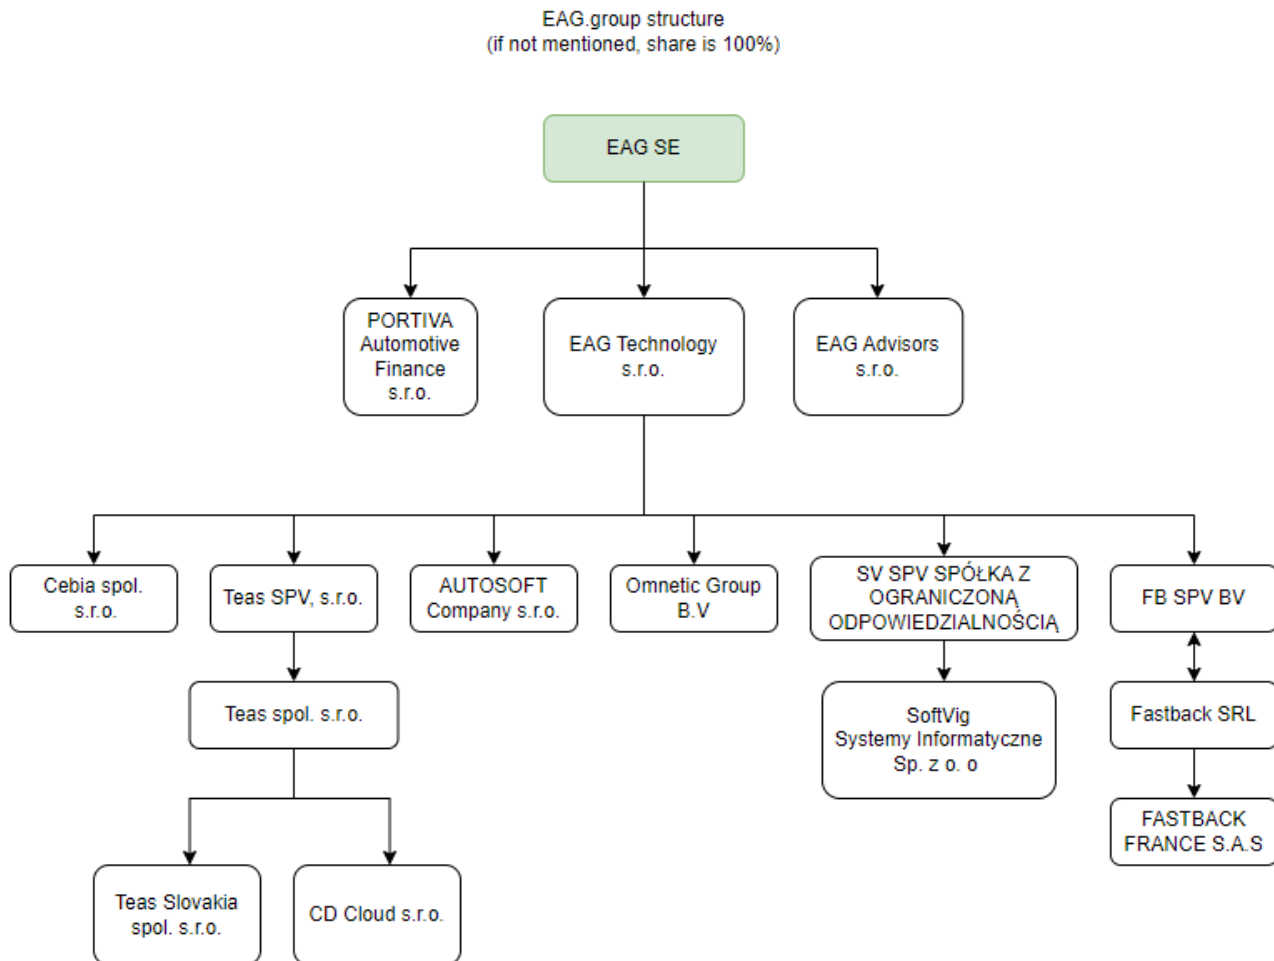 EAG.group structure
(if not mentioned, share is 100%)
EAG SE
PORTIVA
Automotive
Finance
s.r.o.
EAG Technology
s.r.o.
EAG Advisors
s.r.o.
Cebia spol.
s.r.o.
Teas SPV, s.r.o.
AUTOSOFT
Company s.r.o.
Omnetic Group
B.V
SV SPV SPÓŁKA Z
OGRANICZONĄ
ODPOWIEDZIALNOŚCIĄ
FB SPV BV
Teas spol. s.r.o.
SoftVig
Systemy Informatyczne
Sp. z o. o
Fastback SRL
FASTBACK
FRANCE S.A.S
Teas Slovakia
spol. s.r.o.
CD Cloud s.r.o.